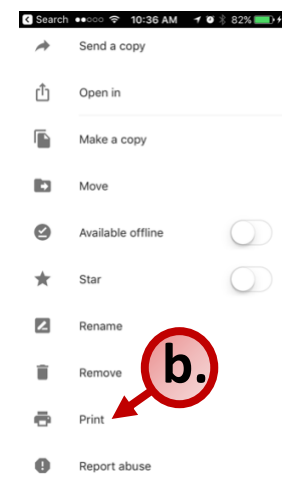 Search 10:36 AM 82%
Send a copy
Open in
Make a copy
Move
Available offline
Star
Rename
Remove
b.
Print
Report abuse